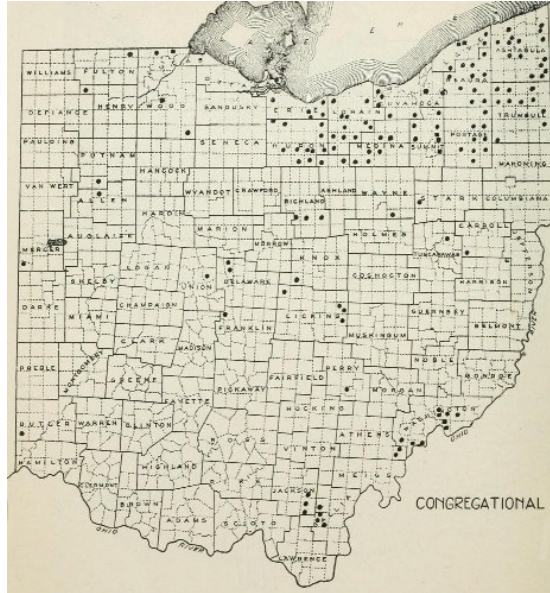 L A K E
E R I E
ASHTABULA
WILLIAMS
FULTON
LAKE
GEAUGA
CUYAHOGA
TRUMBULL
DEFIANCE
HENRY
WOOD
SANDUSKY
ERIE
LORAIN
PAULDING
PUTNAM
SENECA
HURON
MEDINA
SUMMIT
PORTAGE
MAHONING
HANCOCK
VAN WERT
ALLEN
WYANDOT
CRAWFORD
RICHLAND
ASHLAND
WAYNE
STARK
COLUMBIANA
HARDIN
MARION
MORROW
HOLMES
CARROLL
JEFFERSON
AUGLAIZE
MERCER
LOGAN
UNION
DELAWARE
KNOX
COSHOCTON
TUSCARAWAS
HARRISON
SHELBY
DARKE
MIAMI
CHAMPAIGN
FRANKLIN
LICKING
MUSKINGUM
GUERNSEY
BELMONT
RIVER
CLARK
MADISON
PREBLE
MONTGOMERY
GREENE
FAYETTE
PICKAWAY
FAIRFIELD
PERRY
MORGAN
NOBLE
MONROE
WASHINGTON
OHIO
BUTLER
WARREN
CLINTON
ROSS
HOCKING
VINTON
ATHENS
HAMILTON
CLERMONT
HIGHLAND
PIKE
JACKSON
MEIGS
BROWN
ADAMS
SCIOTO
LAWRENCE
OHIO
RIVER
CONGREGATIONAL